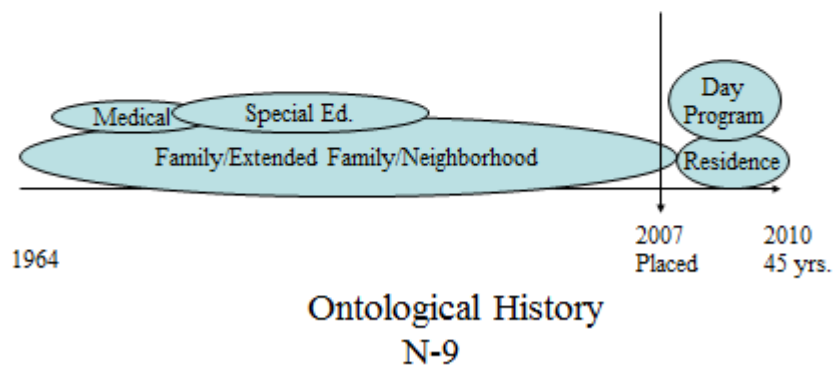 Medical
Special Ed.
Day
Program
Family/Extended Family/Neighborhood
Residence
1964
2007
Placed
2010
45 yrs.
Ontological History
N-9